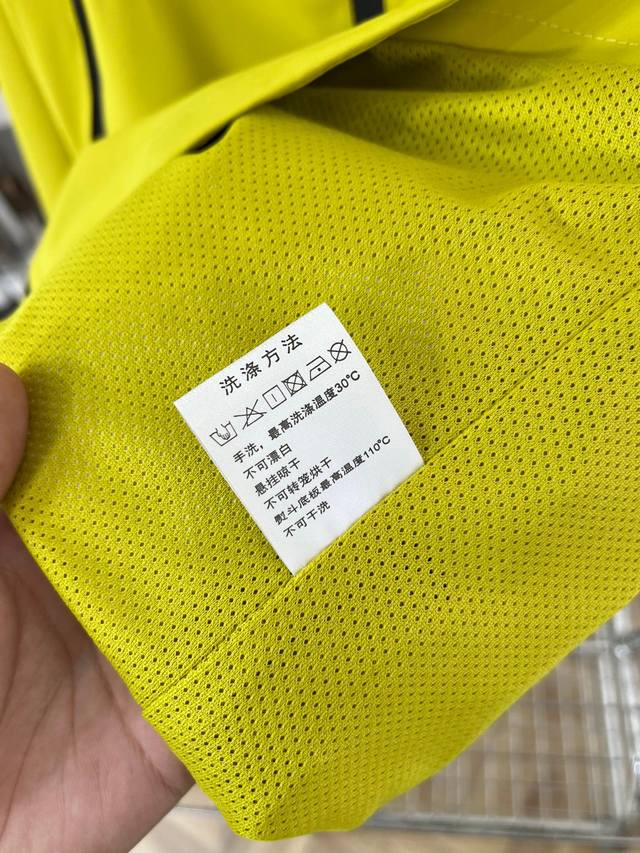 洗涤方法
手洗，最高洗涤温度30℃
不可漂白
悬挂晾干
不可转笼烘干
熨斗底板最高温度110℃
不可干洗